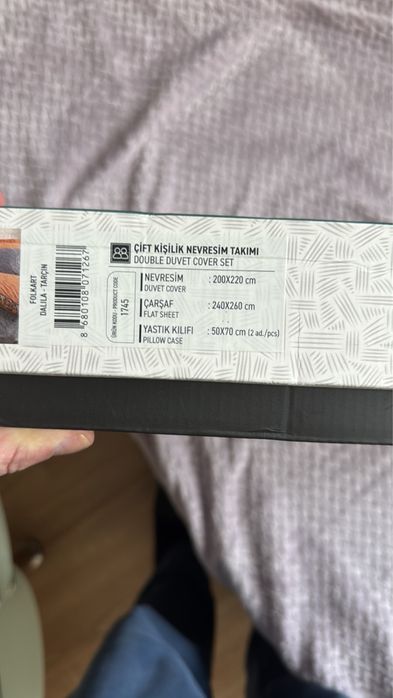 ÇİFT KİŞİLİK NEVRESİM TAKIMI
DOUBLE DUVET COVER SET
NEVRESİM : 200X220 cm
DUVET COVER
ÇARŞAF : 240X260 cm
FLAT SHEET
YASTIK KILIFI : 50X70 cm (2 ad./pcs)
PILLOW CASE
ÜRÜN KODU - PRODUCT CODE
1745
8 680108 071267
FOLKART
DALİLA - TARÇIN